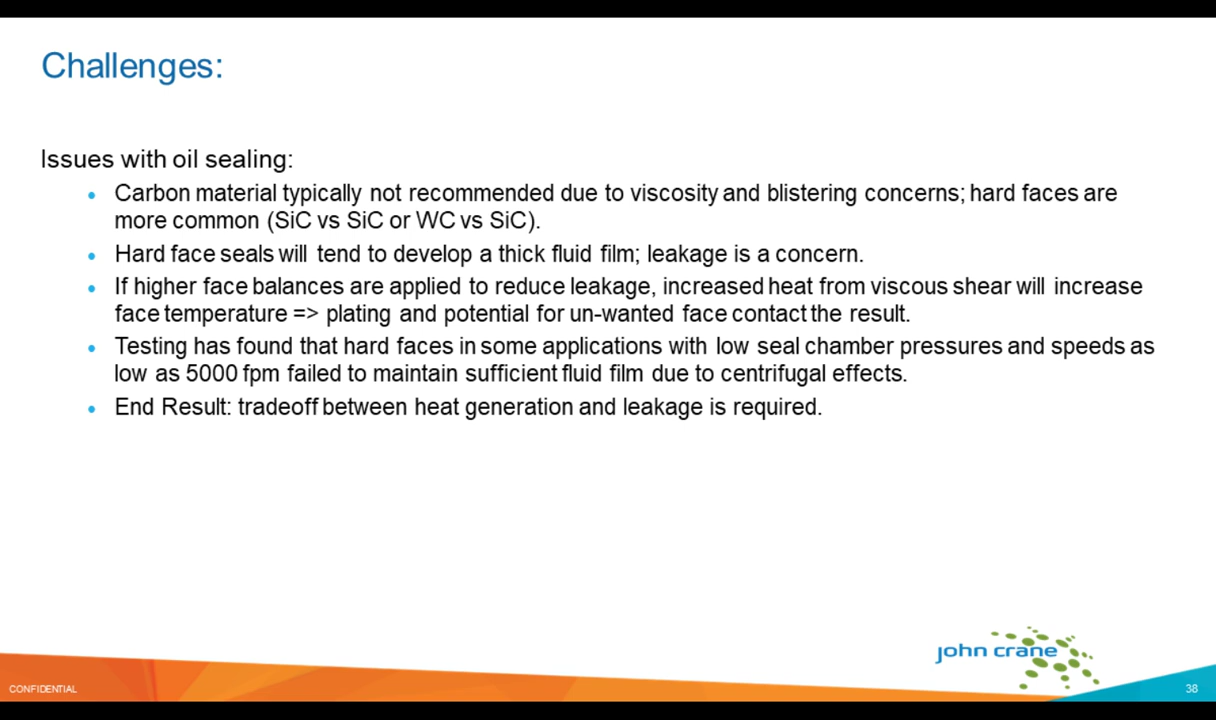 Challenges:
Issues with oil sealing:
• Carbon material typically not recommended due to viscosity and blistering concerns; hard faces are
more common (SiC vs SiC or WC vs SiC).
• Hard face seals will tend to develop a thick fluid film; leakage is a concern.
• If higher face balances are applied to reduce leakage, increased heat from viscous shear will increase
face temperature => plating and potential for un-wanted face contact the result.
• Testing has found that hard faces in some applications with low seal chamber pressures and speeds as
low as 5000 fpm failed to maintain sufficient fluid film due to centrifugal effects.
• End Result: tradeoff between heat generation and leakage is required.
john crane
CONFIDENTIAL
38